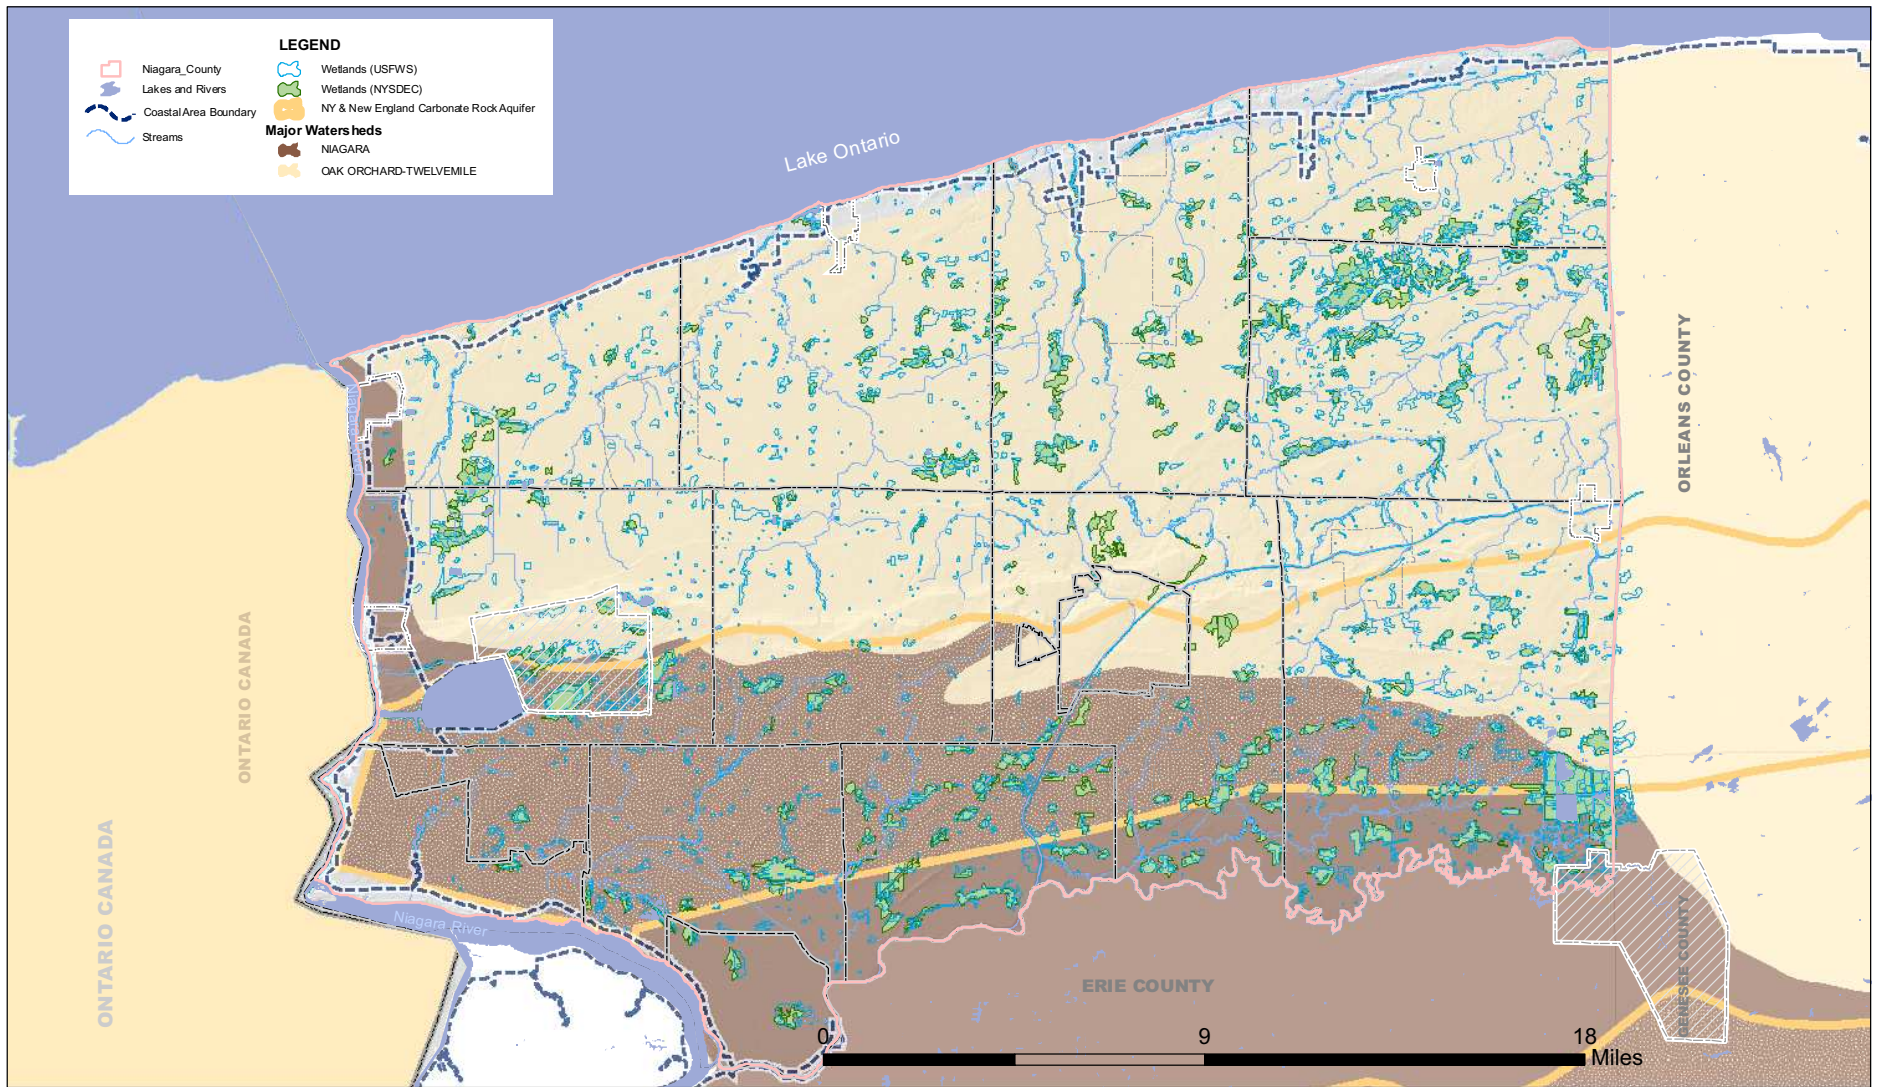 LEGEND
Niagara_County
Lakes and Rivers
Coastal Area Boundary
Streams
Wetlands (USFWS)
Wetlands (NYSDEC)
NY & New England Carbonate Rock Aquifer
Major Watersheds
NIAGARA
OAK ORCHARD-TWELVEMILE
Lake Ontario
ORLEANS COUNTY
ONTARIO CANADA
ONTARIO CANADA
Niagara River
ERIE COUNTY
GENESEE COUNTY
0 9 18
Miles